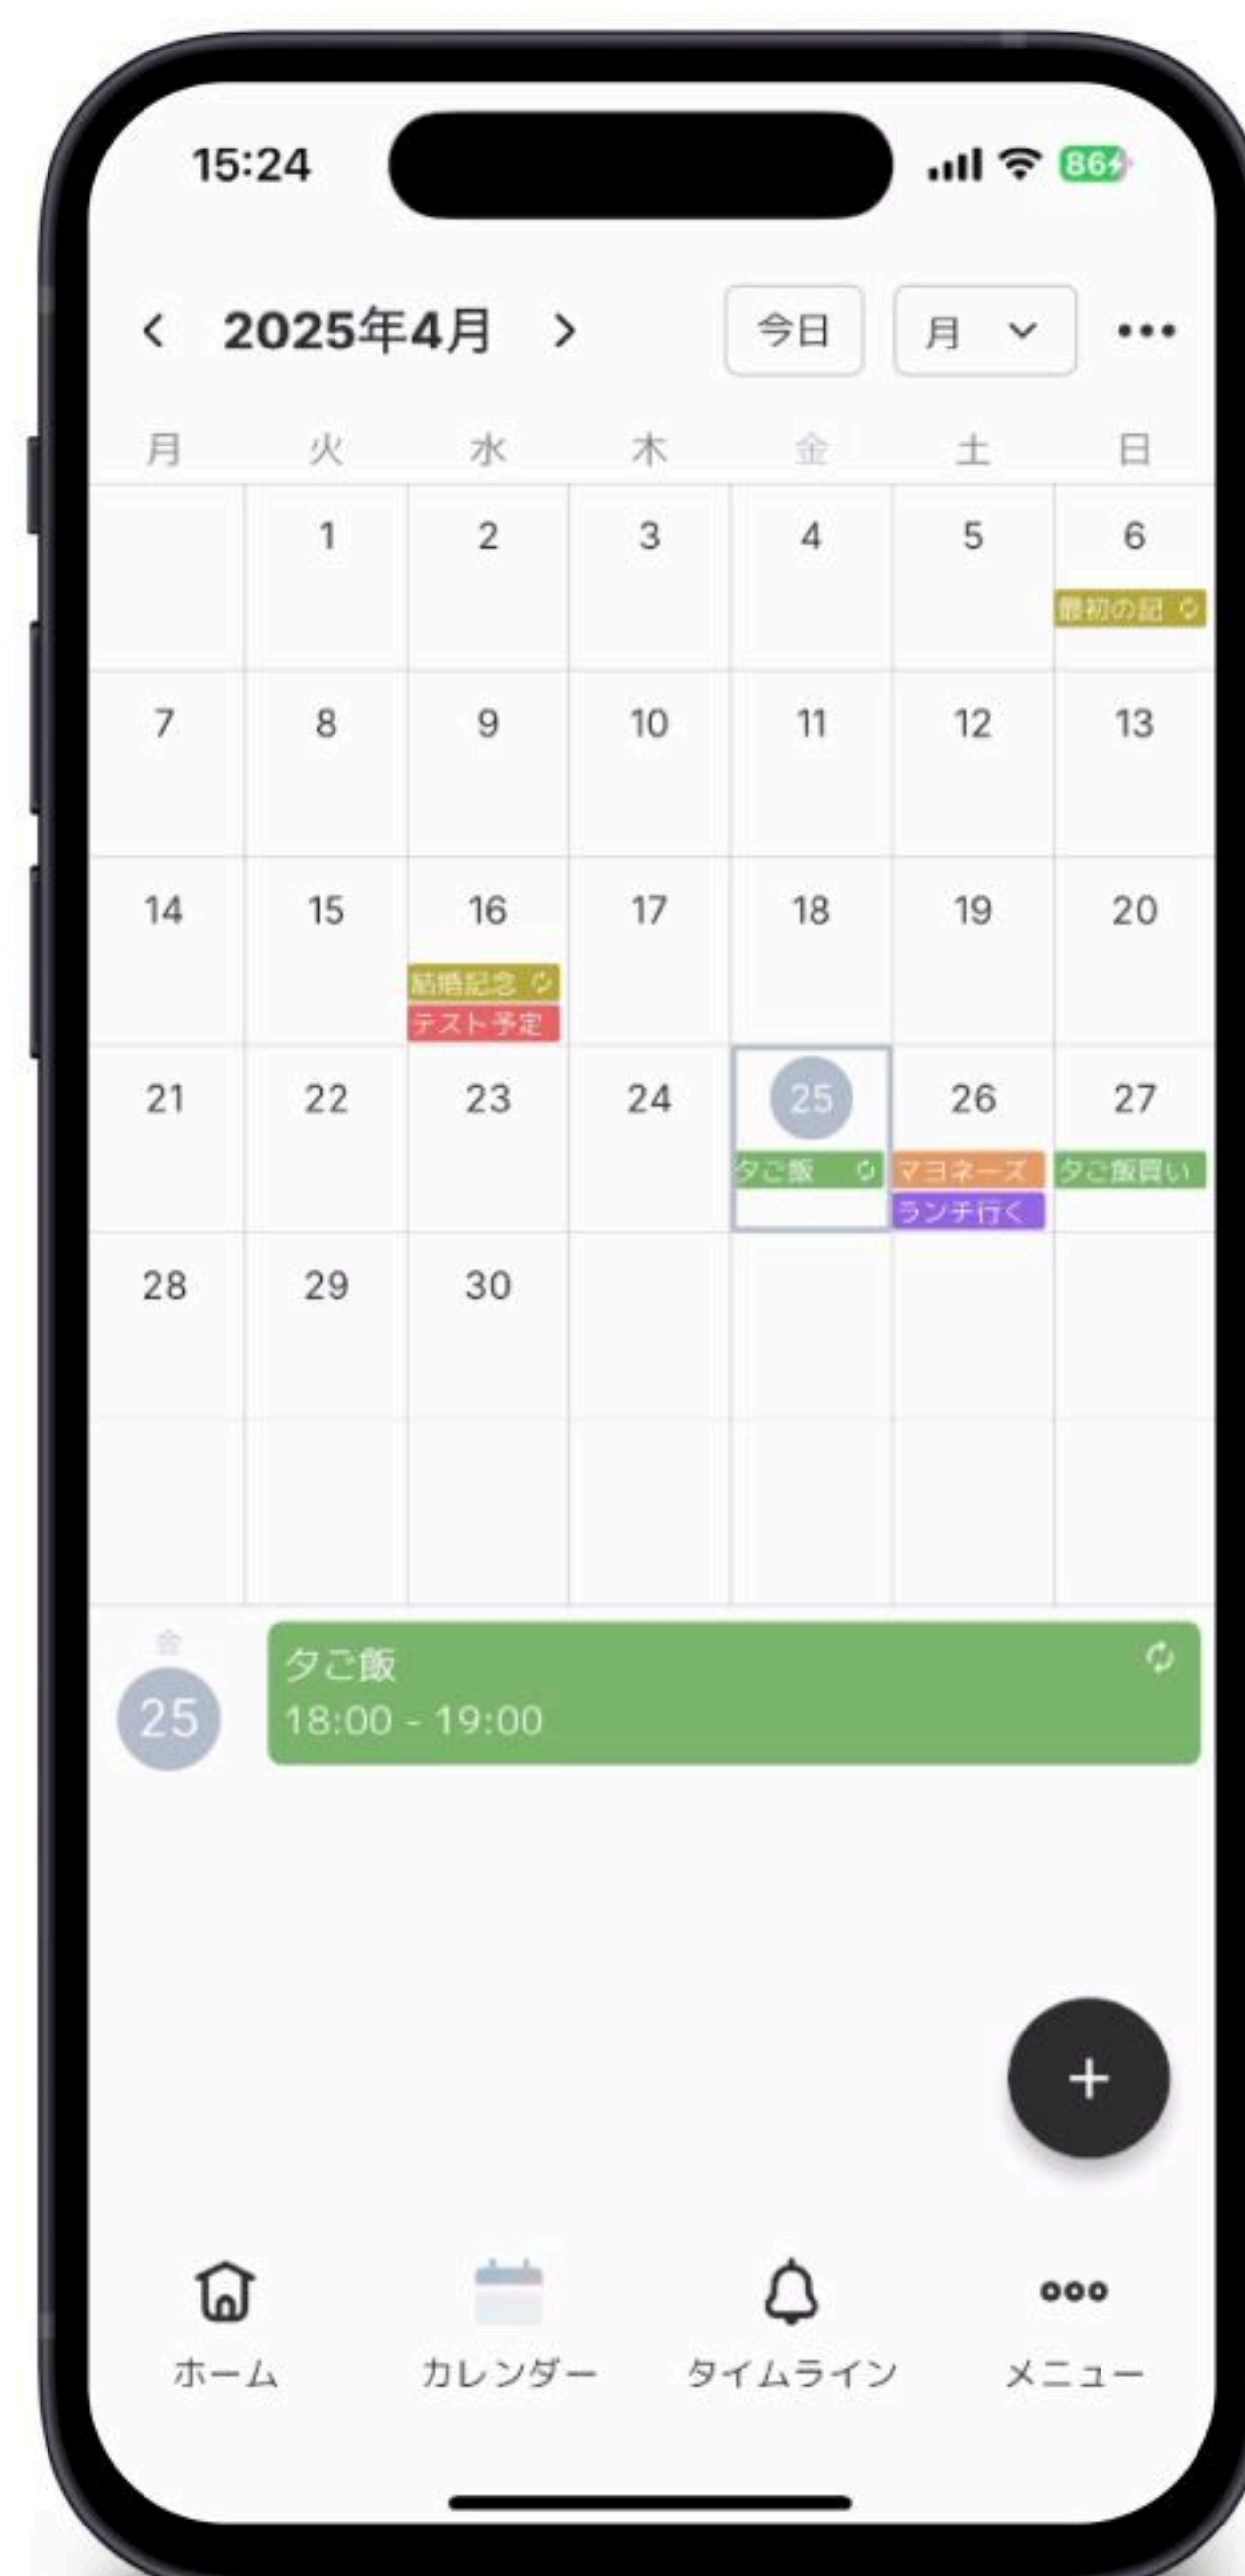 15:24
86
2025年4月
今日
月
月 火 水 木 金 土 日
1 2 3 4 5 6
最初の記
7 8 9 10 11 12 13
14 15 16 17 18 19 20
結婚記念
テスト予定
21 22 23 24 25 26 27
夕ご飯 マヨネーズ 夕ご飯買い
ランチ行く
28 29 30
金
25
夕ご飯
18:00 - 19:00
+
ホーム カレンダー タイムライン メニュー